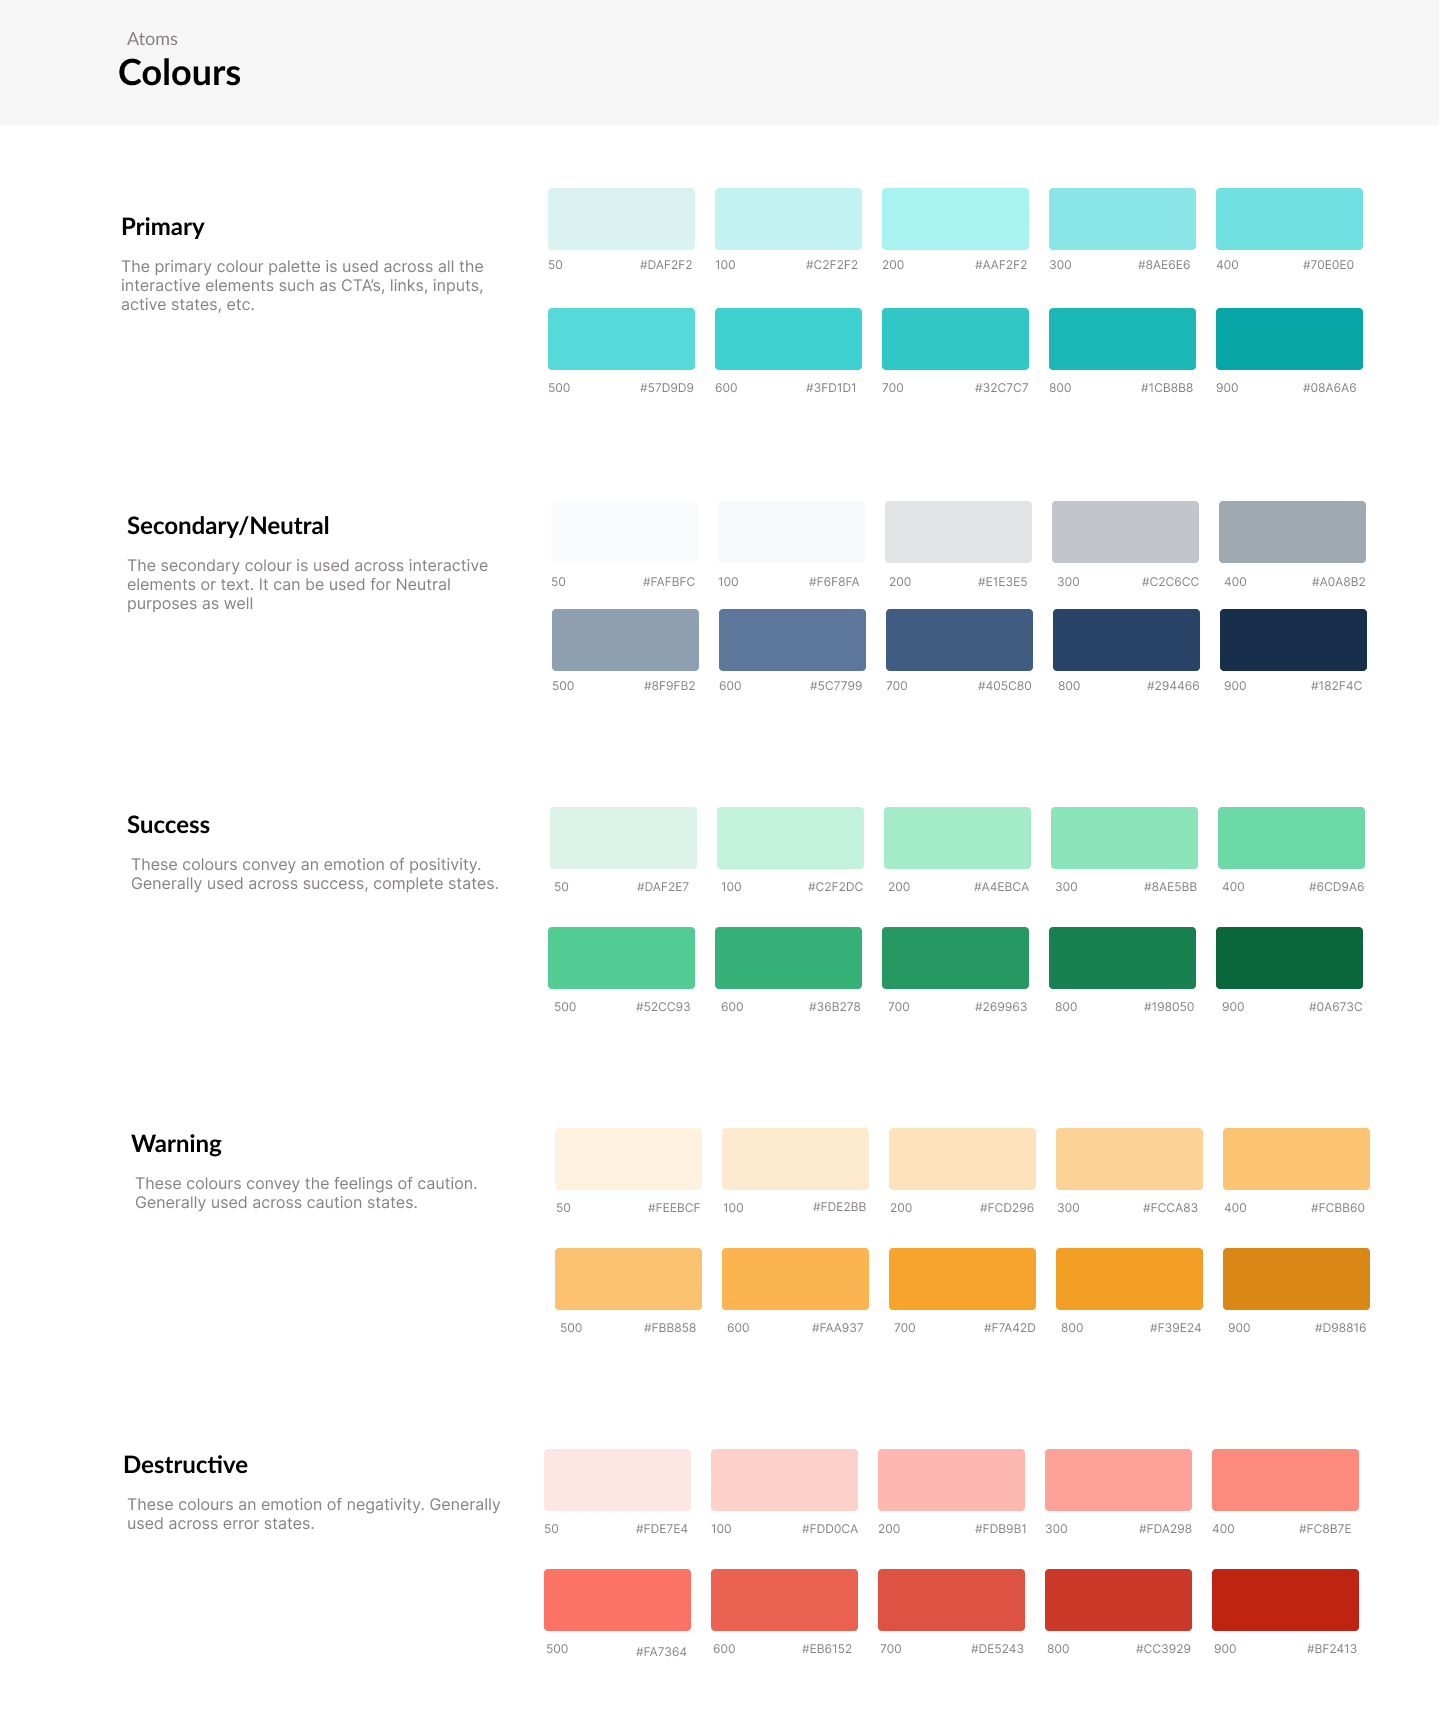 Atoms
Colours
Primary
The primary colour palette is used across all the
interactive elements such as CTA’s, links, inputs,
active states, etc.
50 #DAF2F2 100 #C2F2F2 200 #AAF2F2 300 #8AE6E6 400 #70E0E0
500 #57D9D9 600 #3FD1D1 700 #32C7C7 800 #1CB8B8 900 #08A6A6
Secondary/Neutral
The secondary colour is used across interactive
elements or text. It can be used for Neutral
purposes as well
50 #FAFBFC 100 #F6F8FA 200 #E1E3E5 300 #C2C6CC 400 #A0A8B2
500 #8F9FB2 600 #5C7799 700 #405C80 800 #294466 900 #182F4C
Success
These colours convey an emotion of positivity.
Generally used across success, complete states.
50 #DAF2E7 100 #C2F2DC 200 #A4EBCA 300 #8AE5BB 400 #6CD9A6
500 #52CC93 600 #36B278 700 #269963 800 #198050 900 #0A673C
Warning
These colours convey the feelings of caution.
Generally used across caution states.
50 #FEEBCF 100 #FDE2BB 200 #FCD296 300 #FCCA83 400 #FCBB60
500 #FBB858 600 #FAA937 700 #F7A42D 800 #F39E24 900 #D98816
Destructive
These colours an emotion of negativity. Generally
used across error states.
50 #FDE7E4 100 #FDD0CA 200 #FDB9B1 300 #FDA298 400 #FC8B7E
500 #FA7364 600 #EB6152 700 #DE5243 800 #CC3929 900 #BF2413